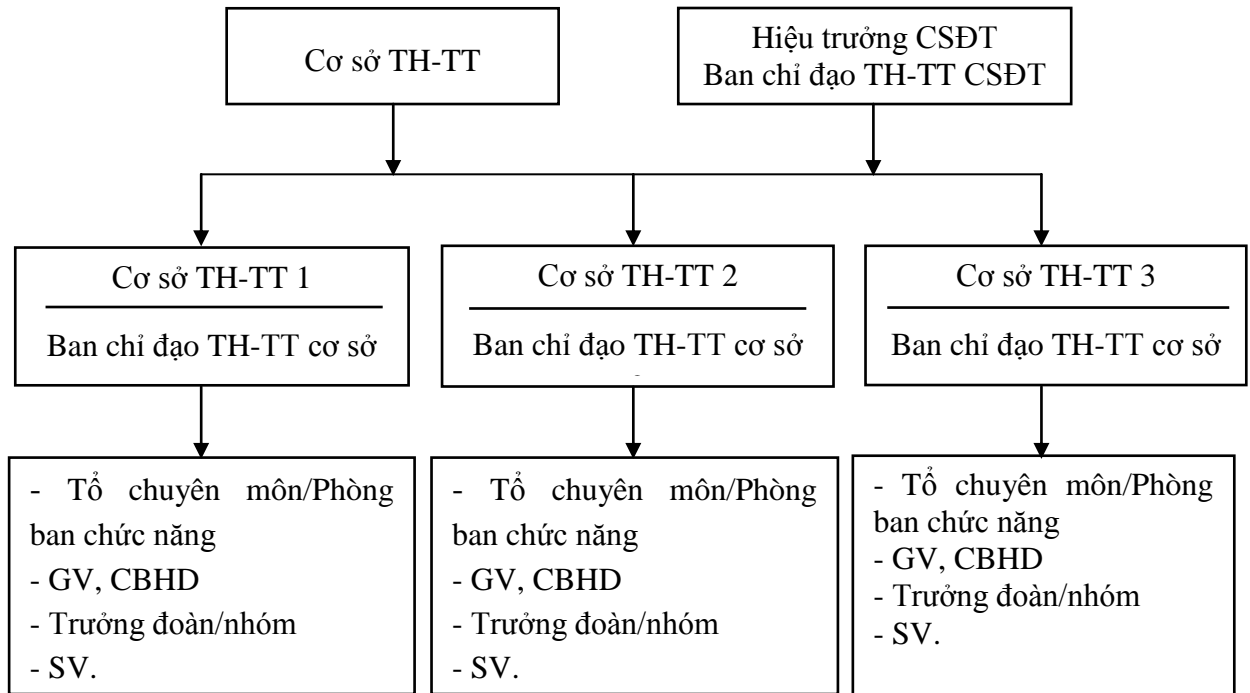 Cơ sở TH-TT
Hiệu trưởng CSĐT
Ban chỉ đạo TH-TT CSĐT
Cơ sở TH-TT 1
Ban chỉ đạo TH-TT cơ sở
Cơ sở TH-TT 2
Ban chỉ đạo TH-TT cơ sở
Cơ sở TH-TT 3
Ban chỉ đạo TH-TT cơ sở
- Tổ chuyên môn/Phòng
ban chức năng
- GV, CBHD
- Trưởng đoàn/nhóm
- SV.
- Tổ chuyên môn/Phòng
ban chức năng
- GV, CBHD
- Trưởng đoàn/nhóm
- SV.
- Tổ chuyên môn/Phòng
ban chức năng
- GV, CBHD
- Trưởng đoàn/nhóm
- SV.